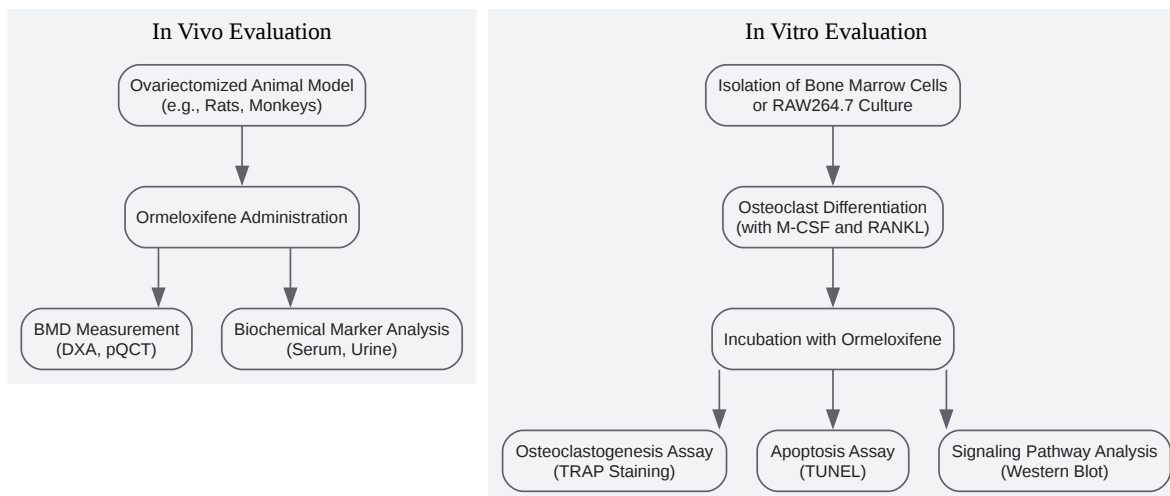 In Vivo Evaluation
Ovariectomized Animal Model
(e.g., Rats, Monkeys)
Ormeloxifene Administration
BMD Measurement
(DXA, pQCT)
Biochemical Marker Analysis
(Serum, Urine)
In Vitro Evaluation
Isolation of Bone Marrow Cells
or RAW264.7 Culture
Osteoclast Differentiation
(with M-CSF and RANKL)
Incubation with Ormeloxifene
Osteoclastogenesis Assay
(TRAP Staining)
Apoptosis Assay
(TUNEL)
Signaling Pathway Analysis
(Western Blot)